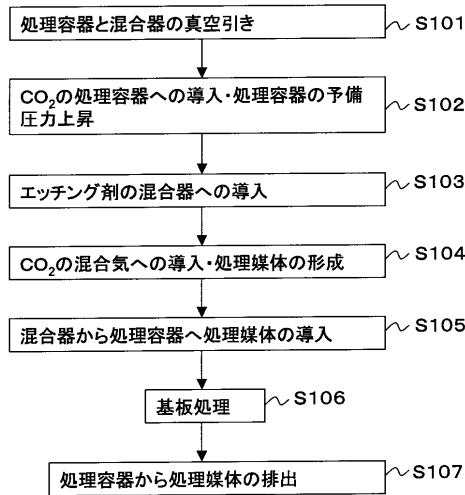 処理容器と混合器の真空引き
S101
CO₂の処理容器への導入・処理容器の予備
圧力上昇
S102
エッチング剤の混合器への導入
S103
CO₂の混合気への導入・処理媒体の形成
S104
混合器から処理容器へ処理媒体の導入
S105
基板処理
S106
処理容器から処理媒体の排出
S107